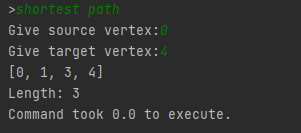 >shortest path
Give source vertex:0
Give target vertex:4
[0, 1, 3, 4]
Length: 3
Command took 0.0 to execute.